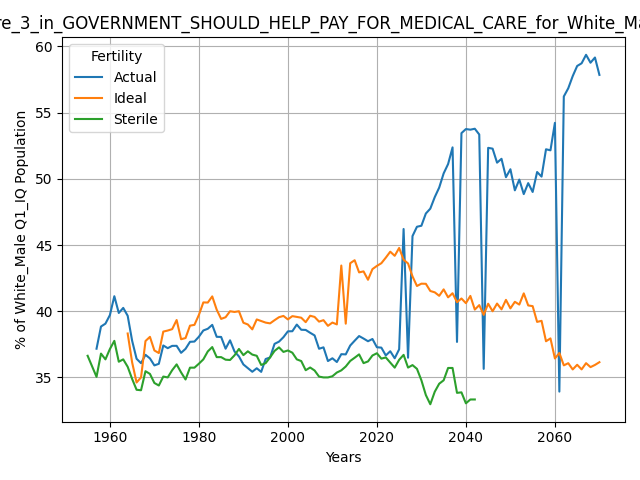 re_3_in_GOVERNMENT_SHOULD_HELP_PAY_FOR_MEDICAL_CARE_for_White_Ma
Fertility
Actual
Ideal
Sterile
60
55
50
45
40
35
% of White_Male Q1_IQ Population
1960 1980 2000 2020 2040 2060
Years